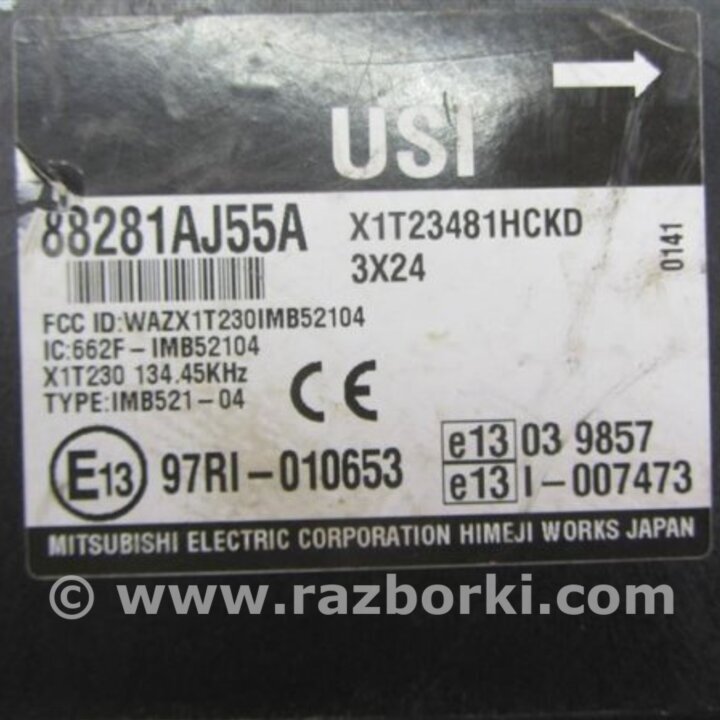 USI
88281AJ55A X1T23481HCKD
3X24
0141
FCC ID:WAZX1T230IMB52104
IC:662F-IMB52104
X1T230 134.45KHz
TYPE:IMB521-04
CE
E13 97RI-010653
e13 03 9857
e13 I-007473
MITSUBISHI ELECTRIC CORPORATION HIMEJI WORKS JAPAN
© www.razborki.com